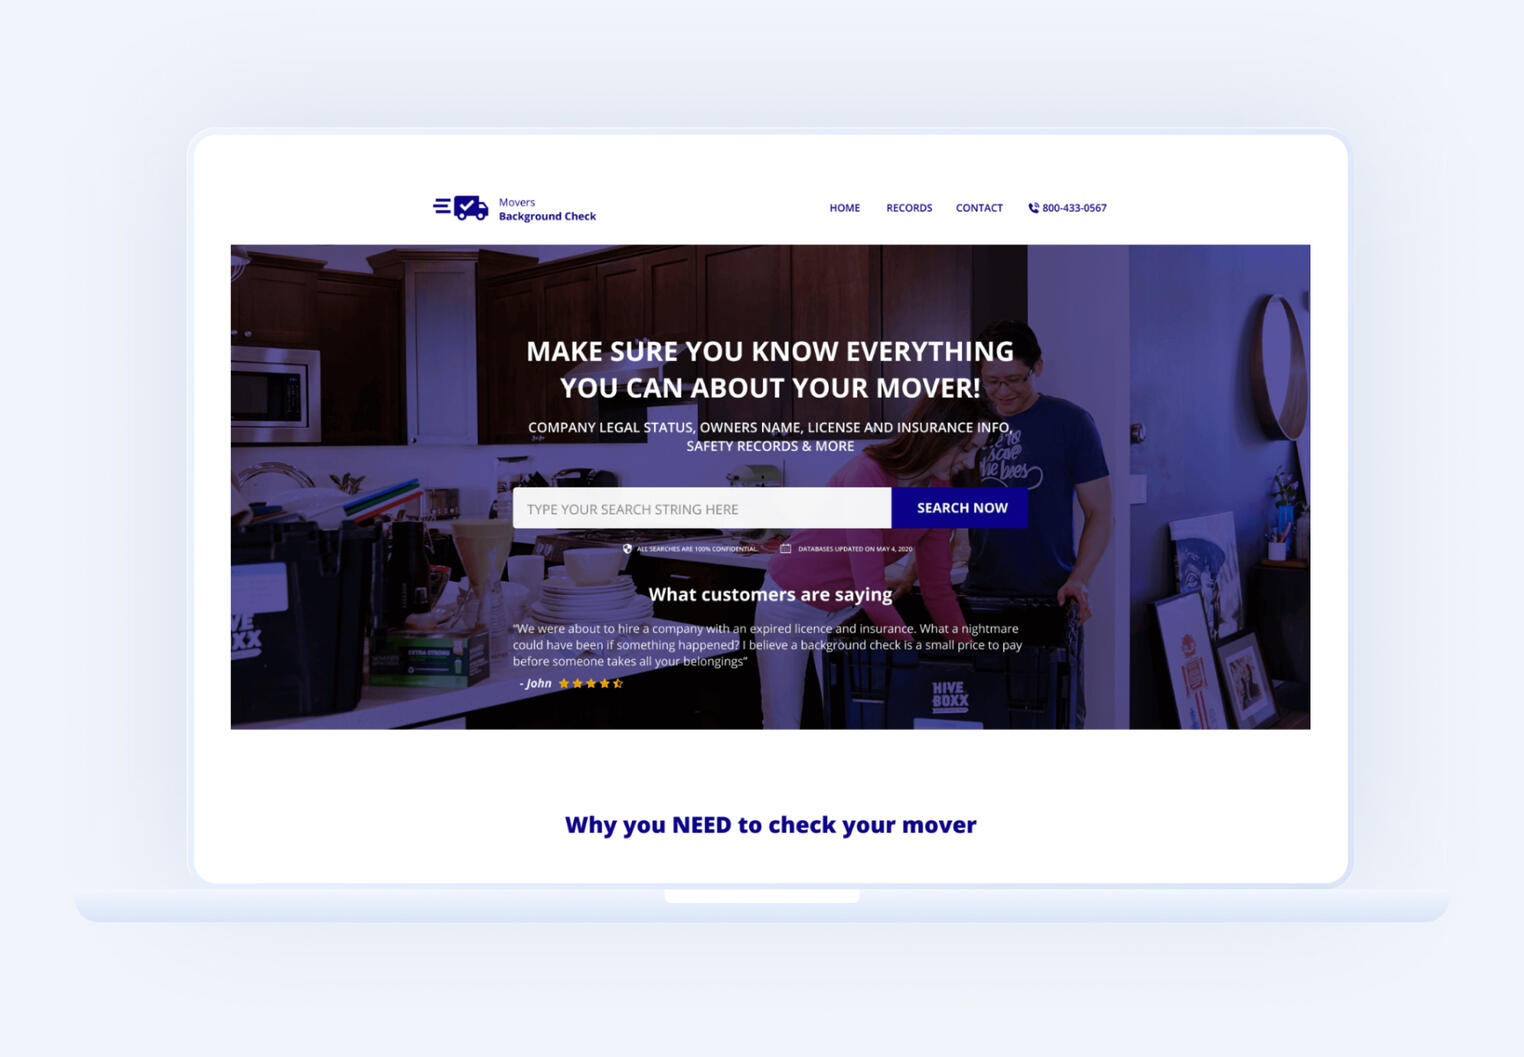 Movers
Background Check
HOME RECORDS CONTACT 800-433-0567
MAKE SURE YOU KNOW EVERYTHING
YOU CAN ABOUT YOUR MOVER!
COMPANY LEGAL STATUS, OWNERS NAME, LICENSE AND INSURANCE INFO,
SAFETY RECORDS & MORE
TYPE YOUR SEARCH STRING HERE
SEARCH NOW
ALL SEARCHES ARE 100% CONFIDENTIAL.
DATABASES UPDATED ON MAY 4, 2020
What customers are saying
"We were about to hire a company with an expired licence and insurance. What a nightmare
could have been if something happened? I believe a background check is a small price to pay
before someone takes all your belongings"
- John
save
the bees
EXTRA STRONG
HIVE
BOXX
Why you NEED to check your mover